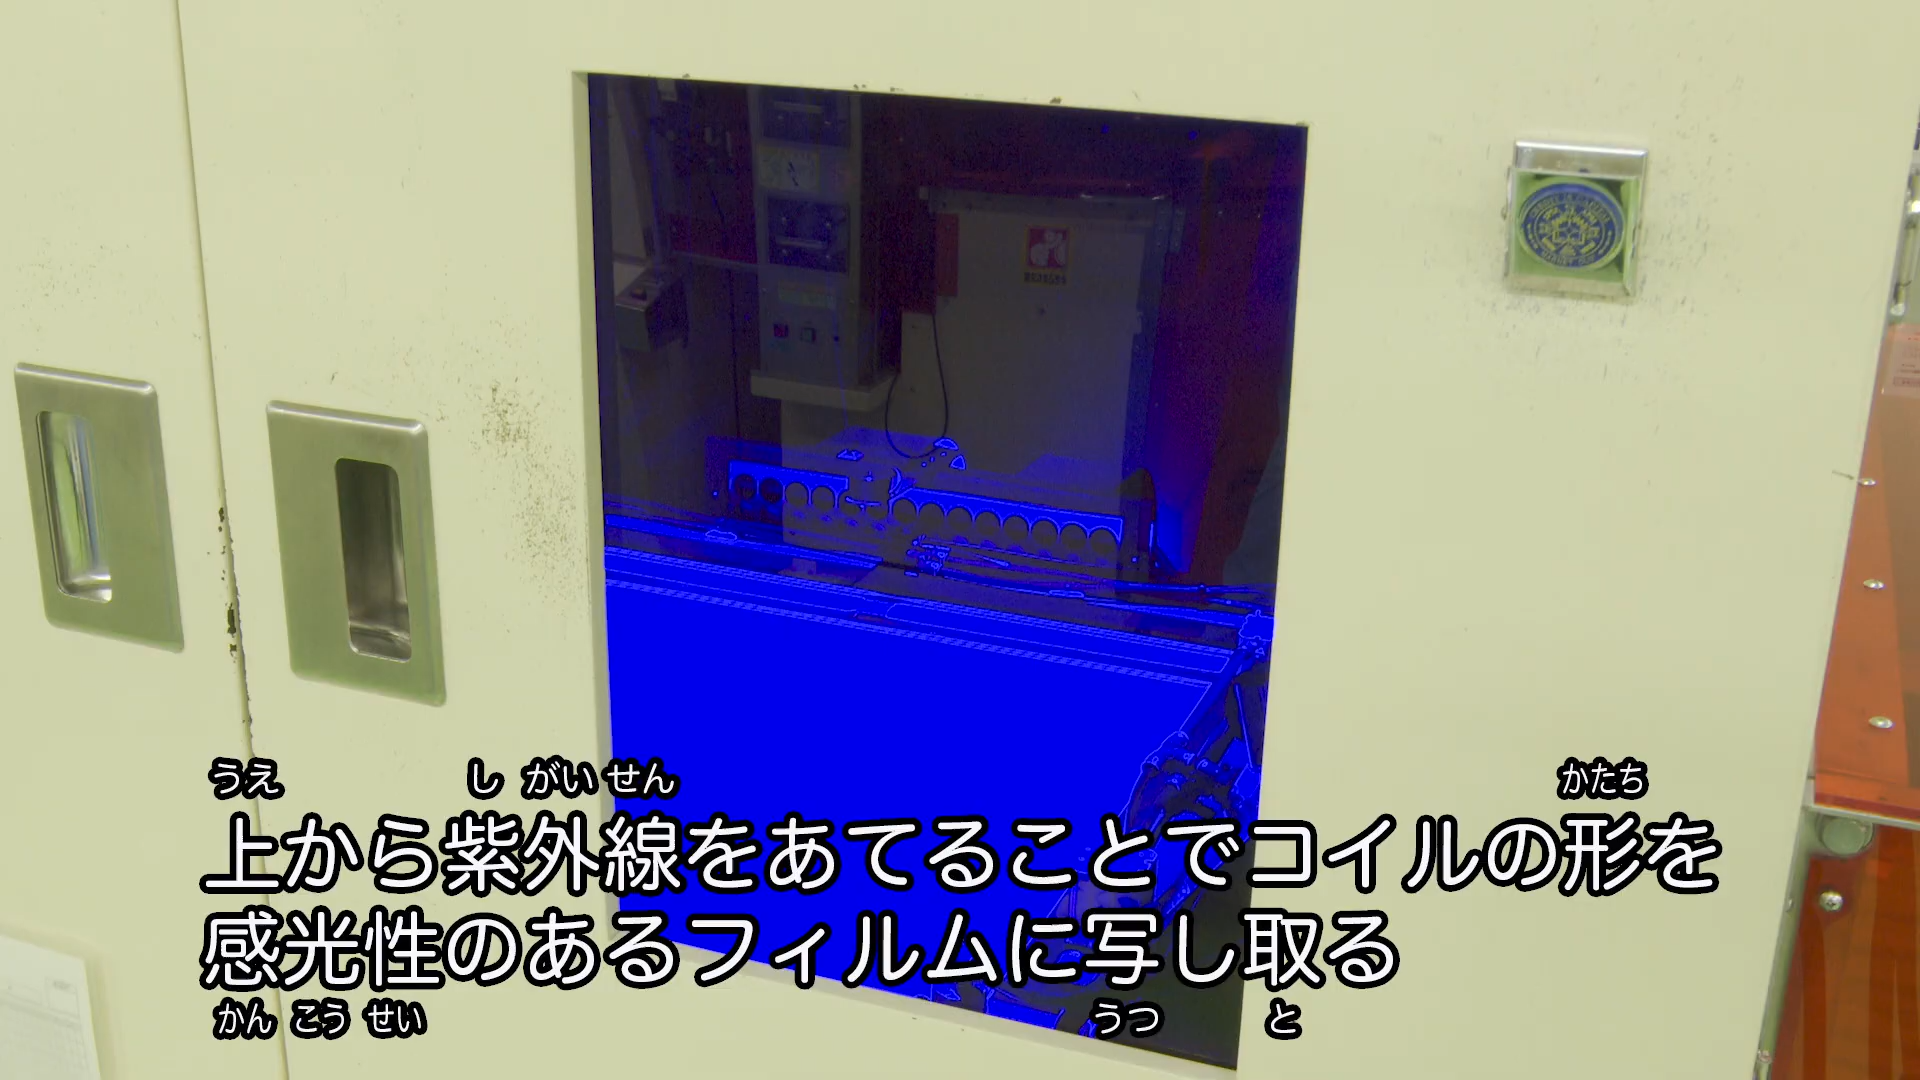 うえ し がい せん かたち
上から紫外線をあてることでコイルの形を
感光性のあるフィルムに写し取る
かん こう せい うつ と